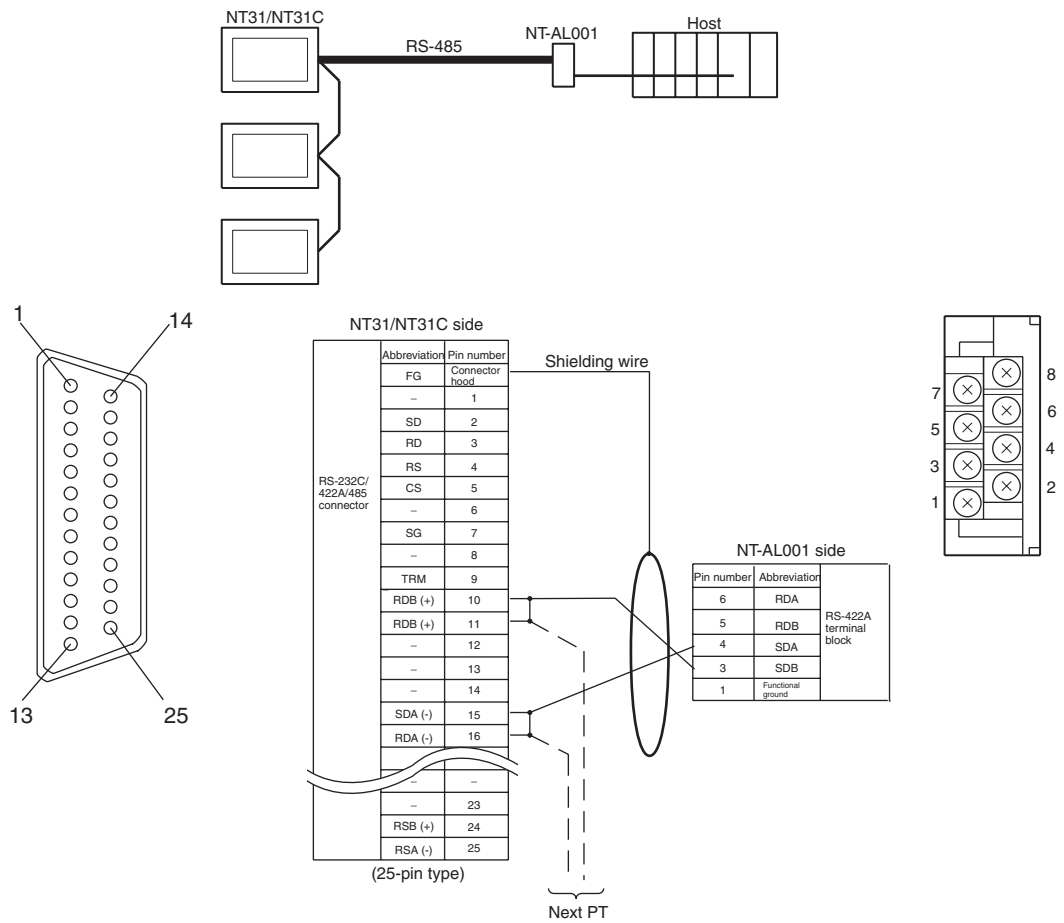 NT31/NT31C
RS-485
NT-AL001
Host
1
14
13
25
NT31/NT31C side
RS-232C/
422A/485
connector
Abbreviation Pin number
FG Connector
hood
– 1
SD 2
RD 3
RS 4
CS 5
– 6
SG 7
– 8
TRM 9
RDB (+) 10
RDB (+) 11
– 12
– 13
– 14
SDA (-) 15
RDA (-) 16
– –
– 23
RSB (+) 24
RSA (-) 25
(25-pin type)
Shielding wire
Next PT
NT-AL001 side
Pin number Abbreviation
6 RDA
5 RDB
4 SDA
3 SDB
1 Functional
ground
RS-422A
terminal
block
8
7
6
5
4
3
2
1